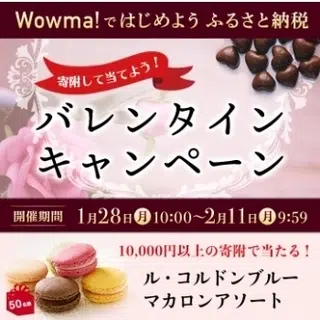 Wowma!ではじめよう ふるさと納税
寄附して当てよう!
バレンタイン
キャンペーン
開催期間 1月28日(月)10:00〜2月11日(月)9:59
10,000円以上の寄附で当たる!
ル・コルドンブルー
マカロンアソート
50名様